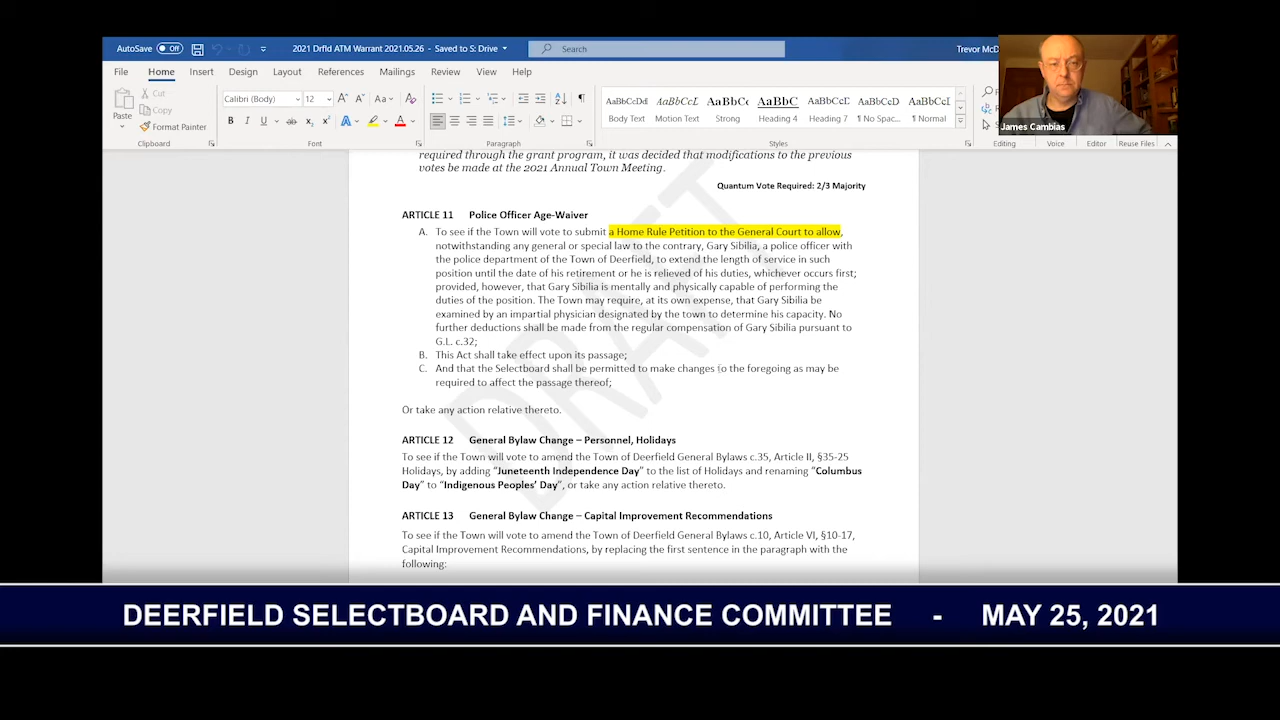 AutoSave Off 2021 Drfld ATM Warrant 2021.05.26 - Saved to S: Drive Search Trevor McD
File Home Insert Design Layout References Mailings Review View Help
Paste Cut Copy Format Painter
Calibri (Body) 12 Aa
B I U ab x₂ x² A A
AaBbCcDd AaBbCcL AaBbCc AaBbC AaBbCcL AaBbCcD AaBbCcL
Body Text Motion Text Strong Heading 4 Heading 7 ¶ No Spac... ¶ Normal
Clipboard Font Paragraph Styles Editing Voice Editor Reuse Files
James Cambias
required through the grant program, it was decided that modifications to the previous
votes be made at the 2021 Annual Town Meeting.
Quantum Vote Required: 2/3 Majority
ARTICLE 11 Police Officer Age-Waiver
A. To see if the Town will vote to submit a Home Rule Petition to the General Court to allow,
notwithstanding any general or special law to the contrary, Gary Sibilia, a police officer with
the police department of the Town of Deerfield, to extend the length of service in such
position until the date of his retirement or he is relieved of his duties, whichever occurs first;
provided, however, that Gary Sibilia is mentally and physically capable of performing the
duties of the position. The Town may require, at its own expense, that Gary Sibilia be
examined by an impartial physician designated by the town to determine his capacity. No
further deductions shall be made from the regular compensation of Gary Sibilia pursuant to
G.L. c.32;
B. This Act shall take effect upon its passage;
C. And that the Selectboard shall be permitted to make changes to the foregoing as may be
required to affect the passage thereof;
Or take any action relative thereto.
ARTICLE 12 General Bylaw Change – Personnel, Holidays
To see if the Town will vote to amend the Town of Deerfield General Bylaws c.35, Article II, §35-25
Holidays, by adding “Juneteenth Independence Day” to the list of Holidays and renaming “Columbus
Day” to “Indigenous Peoples’ Day”, or take any action relative thereto.
ARTICLE 13 General Bylaw Change – Capital Improvement Recommendations
To see if the Town will vote to amend the Town of Deerfield General Bylaws c.10, Article VI, §10-17,
Capital Improvement Recommendations, by replacing the first sentence in the paragraph with the
following:
DRAFT
DEERFIELD SELECTBOARD AND FINANCE COMMITTEE - MAY 25, 2021